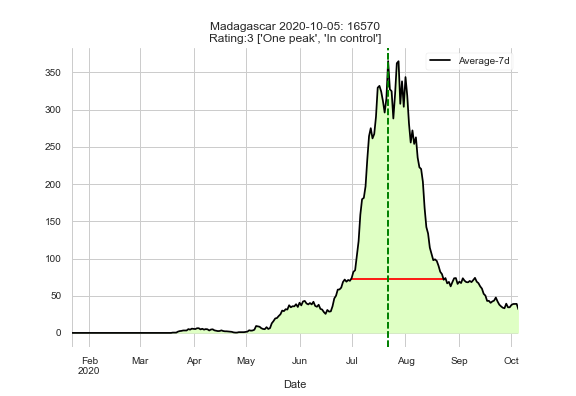 Madagascar 2020-10-05: 16570
Rating:3 ['One peak', 'In control']
Average-7d
350
300
250
200
150
100
50
0
Feb Mar Apr May Jun Jul Aug Sep Oct
2020
Date